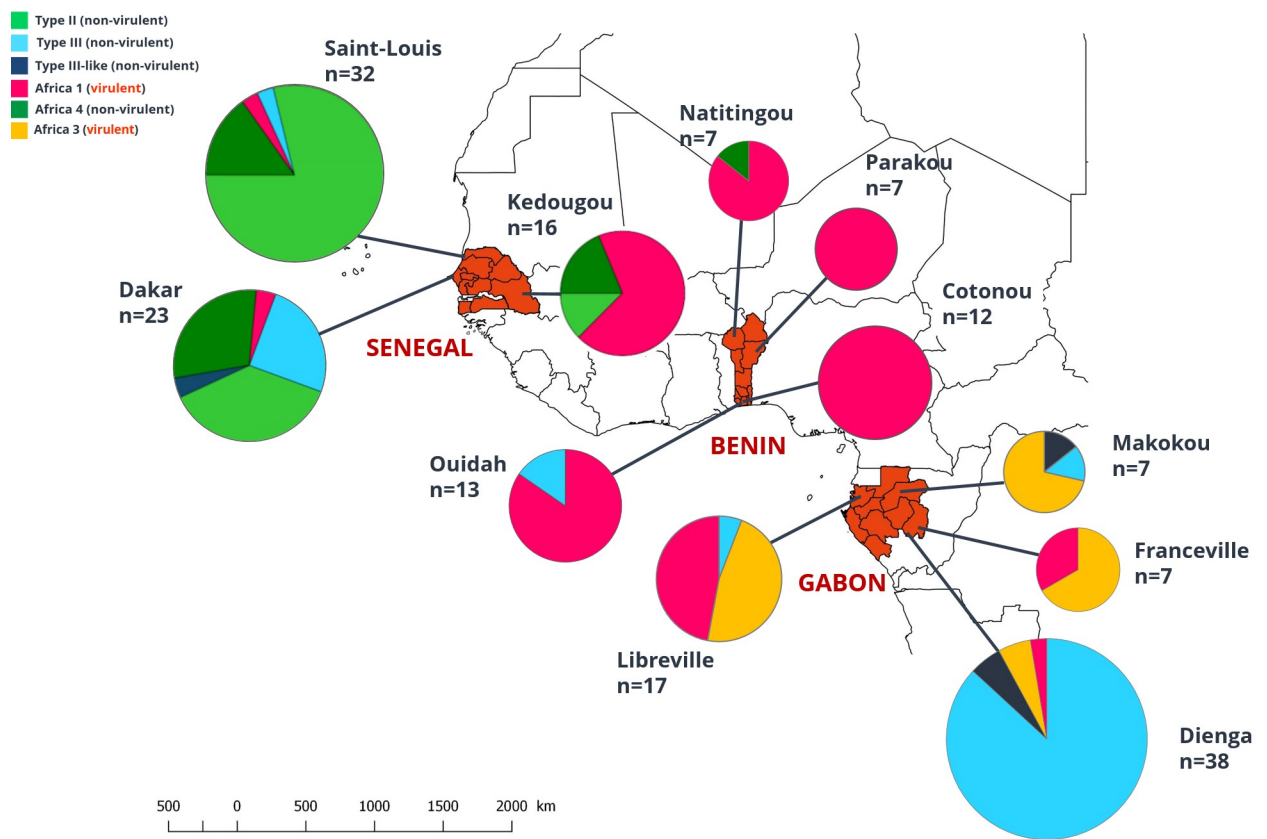 Type II (non-virulent)
Type III (non-virulent)
Type III-like (non-virulent)
Africa 1 (virulent)
Africa 4 (non-virulent)
Africa 3 (virulent)
Saint-Louis
n=32
Natitingou
n=7
Parakou
n=7
Kedougou
n=16
Dakar
n=23
Cotonou
n=12
SENEGAL
BENIN
Makokou
n=7
Ouidah
n=13
Franceville
n=7
GABON
Libreville
n=17
Dienga
n=38
500 0 500 1000 1500 2000 km